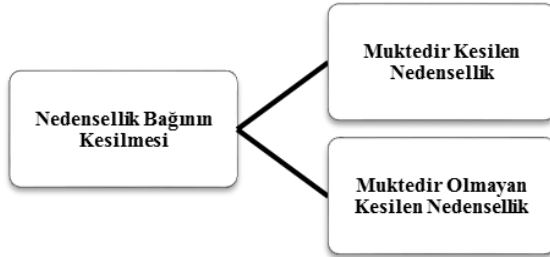 Nedensellik Bağının
Kesilmesi
Muktedir Kesilen
Nedensellik
Muktedir Olmayan
Kesilen Nedensellik